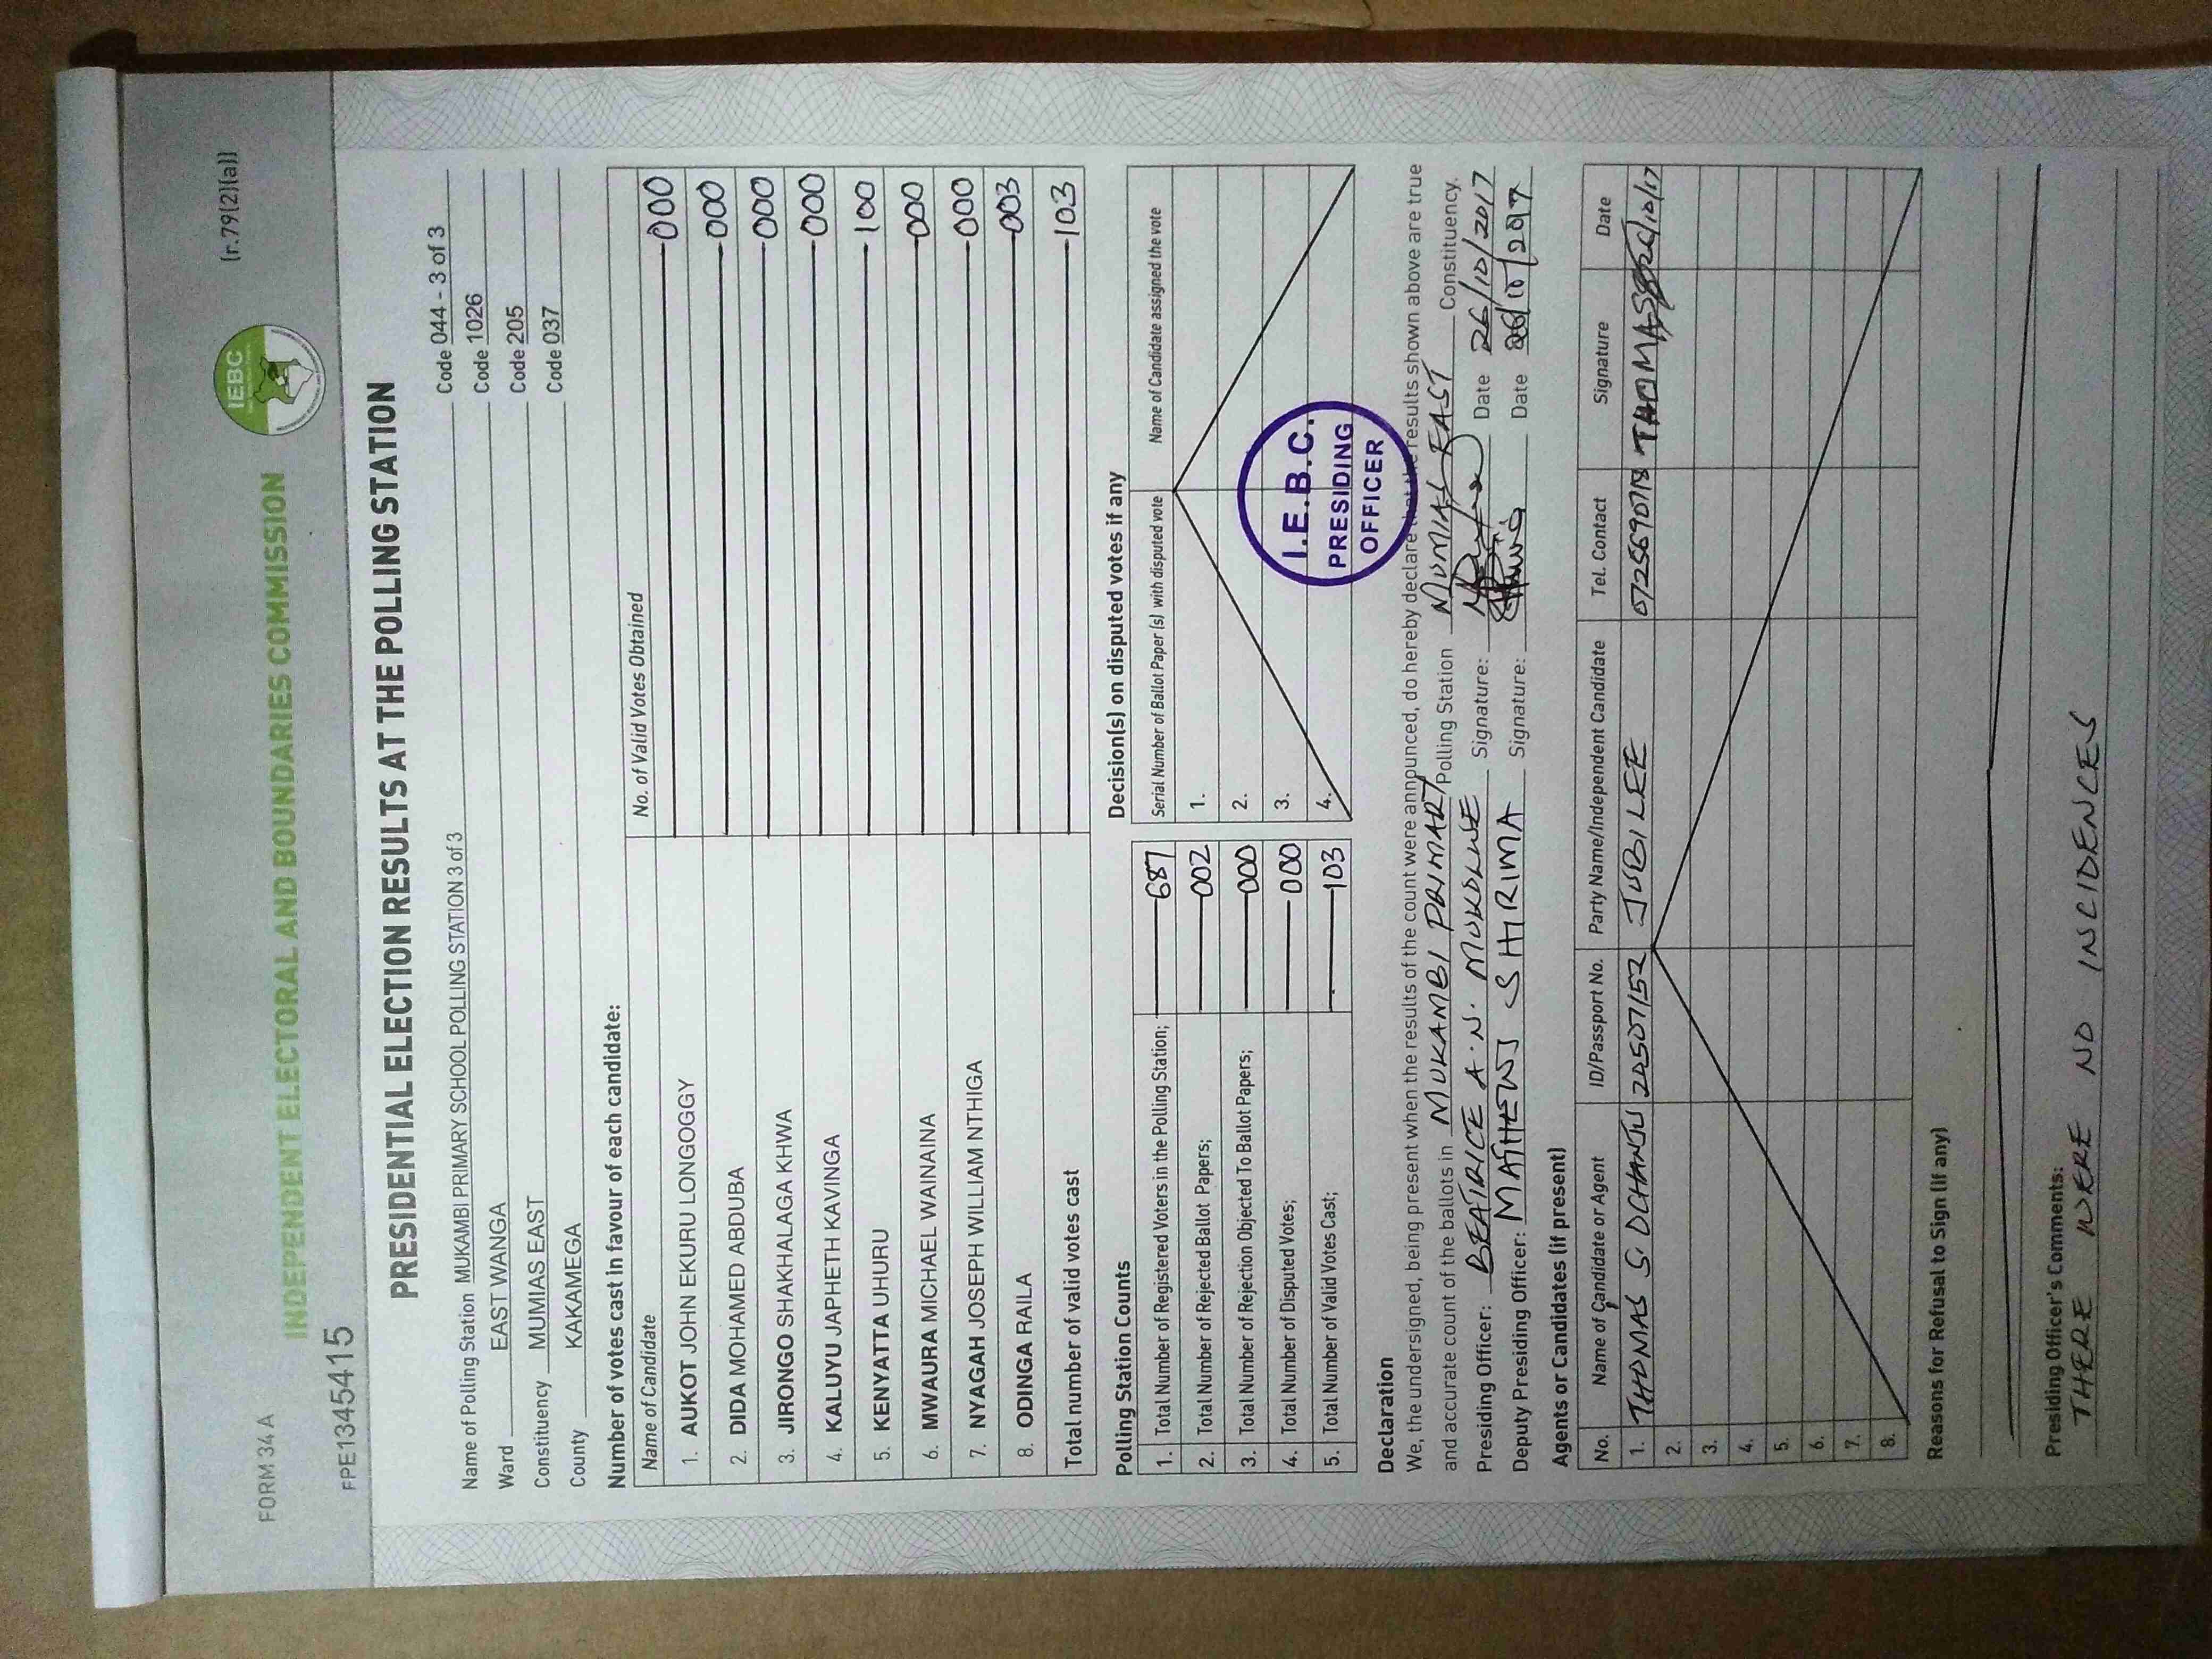 FORM 34 A
(r.79(2)(a))
IEBC
INDEPENDENT ELECTORAL AND BOUNDARIES COMMISSION
FPE1345415
PRESIDENTIAL ELECTION RESULTS AT THE POLLING STATION
Name of Polling Station MUKAMBI PRIMARY SCHOOL POLLING STATION 3 of 3 Code 044 - 3 of 3
Ward EAST WANGA Code 1026
Constituency MUMIAS EAST Code 205
County KAKAMEGA Code 037
Number of votes cast in favour of each candidate:
Name of Candidate No. of Valid Votes Obtained
1. AUKOT JOHN EKURU LONGOGGY 000
2. DIDA MOHAMED ABDUBA 000
3. JIRONGO SHAKHALAGA KHWA 000
4. KALUYU JAPHETH KAVINGA 000
5. KENYATTA UHURU 100
6. MWAURA MICHAEL WAINAINA 000
7. NYAGAH JOSEPH WILLIAM NTHIGA 000
8. ODINGA RAILA 003
Total number of valid votes cast 103
Polling Station Counts
1. Total Number of Registered Voters in the Polling Station; 687
2. Total Number of Rejected Ballot Papers; 002
3. Total Number of Rejection Objected To Ballot Papers; 000
4. Total Number of Disputed Votes; 000
5. Total Number of Valid Votes Cast; 103
Decision(s) on disputed votes if any
Serial Number of Ballot Paper (s) with disputed vote Name of Candidate assigned the vote
1.
2.
3.
4.
I.E.B.C.
PRESIDING
OFFICER
Declaration
We, the undersigned, being present when the results of the count were announced, do hereby declare that the results shown above are true
and accurate count of the ballots in MUKAMBI PRIMARY Polling Station MUMIAS EAST Constituency.
Presiding Officer: BEATRICE A. N. MUKOLWE Signature: Date 26/10/2017
Deputy Presiding Officer: MATHEWS SHIRIMA Signature: Date 26/10/2017
Agents or Candidates (if present)
No. Name of Candidate or Agent ID/Passport No. Party Name/Independent Candidate Tel. Contact Signature Date
1. THOMAS S OCHANJU 24507152 JUBILEE 0725690718 THOMAS 26/10/17
2.
3.
4.
5.
6.
7.
8.
Reasons for Refusal to Sign (if any)
Presiding Officer's Comments:
THERE WERE NO INCIDENCES